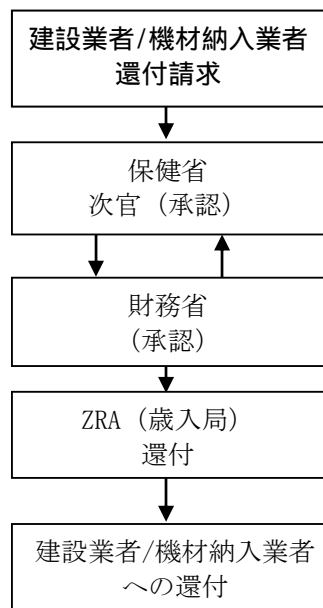 建設業者/機材納入業者
還付請求
保健省
次官（承認）
財務省
（承認）
ZRA（歳入局）
還付
建設業者/機材納入業者
への還付